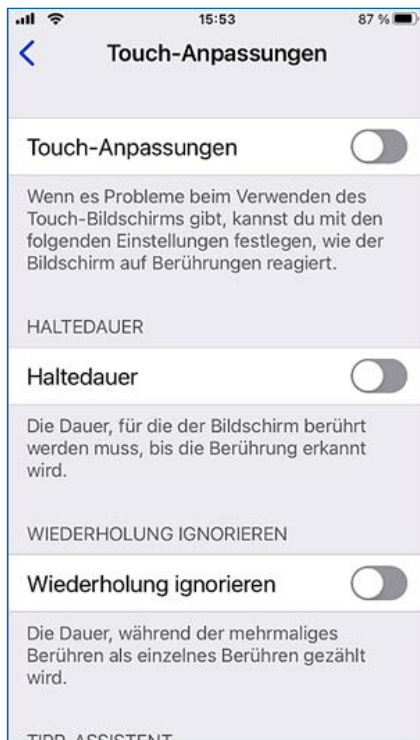 15:53
87 %
Touch-Anpassungen
Touch-Anpassungen
Wenn es Probleme beim Verwenden des
Touch-Bildschirms gibt, kannst du mit den
folgenden Einstellungen festlegen, wie der
Bildschirm auf Berührungen reagiert.
HALTEDAUER
Haltedauer
Die Dauer, für die der Bildschirm berührt
werden muss, bis die Berührung erkannt
wird.
WIEDERHOLUNG IGNORIEREN
Wiederholung ignorieren
Die Dauer, während der mehrmaliges
Berühren als einzelnes Berühren gezählt
wird.
TIPP-ASSISTENT